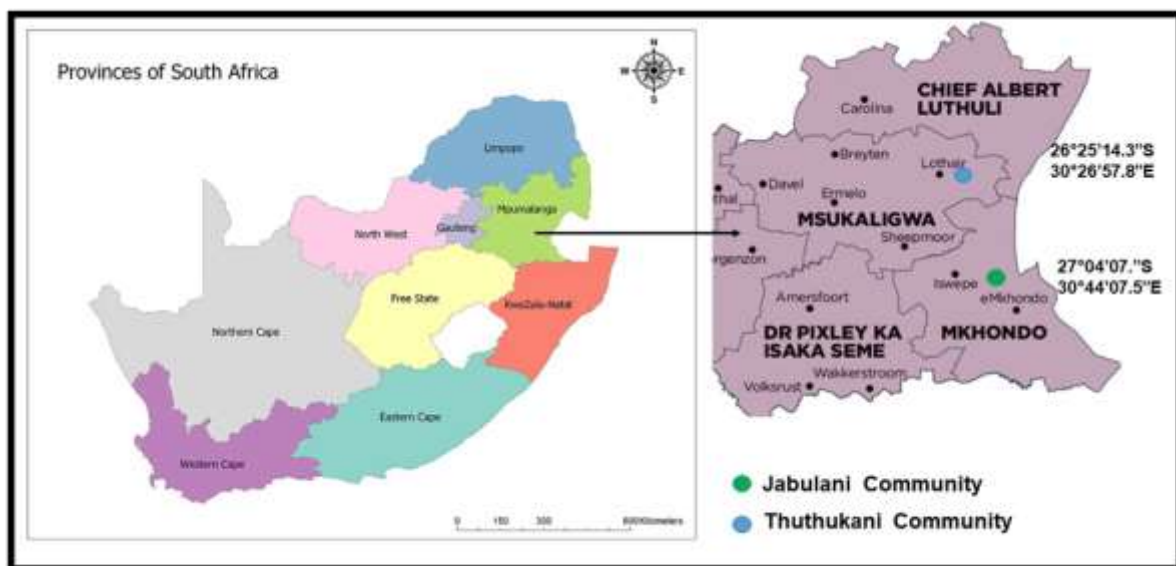 Provinces of South Africa
N
W E
S
Limpopo
Mpumalanga
Gauteng
North West
Free State
KwaZulu-Natal
Northern Cape
Eastern Cape
Western Cape
0 150 300 600 Kilometers
CHIEF ALBERT
LUTHULI
Carolina
Breyten
Lothair
26°25'14.3"S
30°26'57.8"E
Davel
thal
Ermelo
MSUKALIGWA
Sheepmoor
rgenzon
27°04'07."S
30°44'07.5"E
Iswepe
eMkhondo
Amersfoort
DR PIXLEY KA
ISAKA SEME
MKHONDO
Wakkerstroom
Volksrust
Jabulani Community
Thuthukani Community